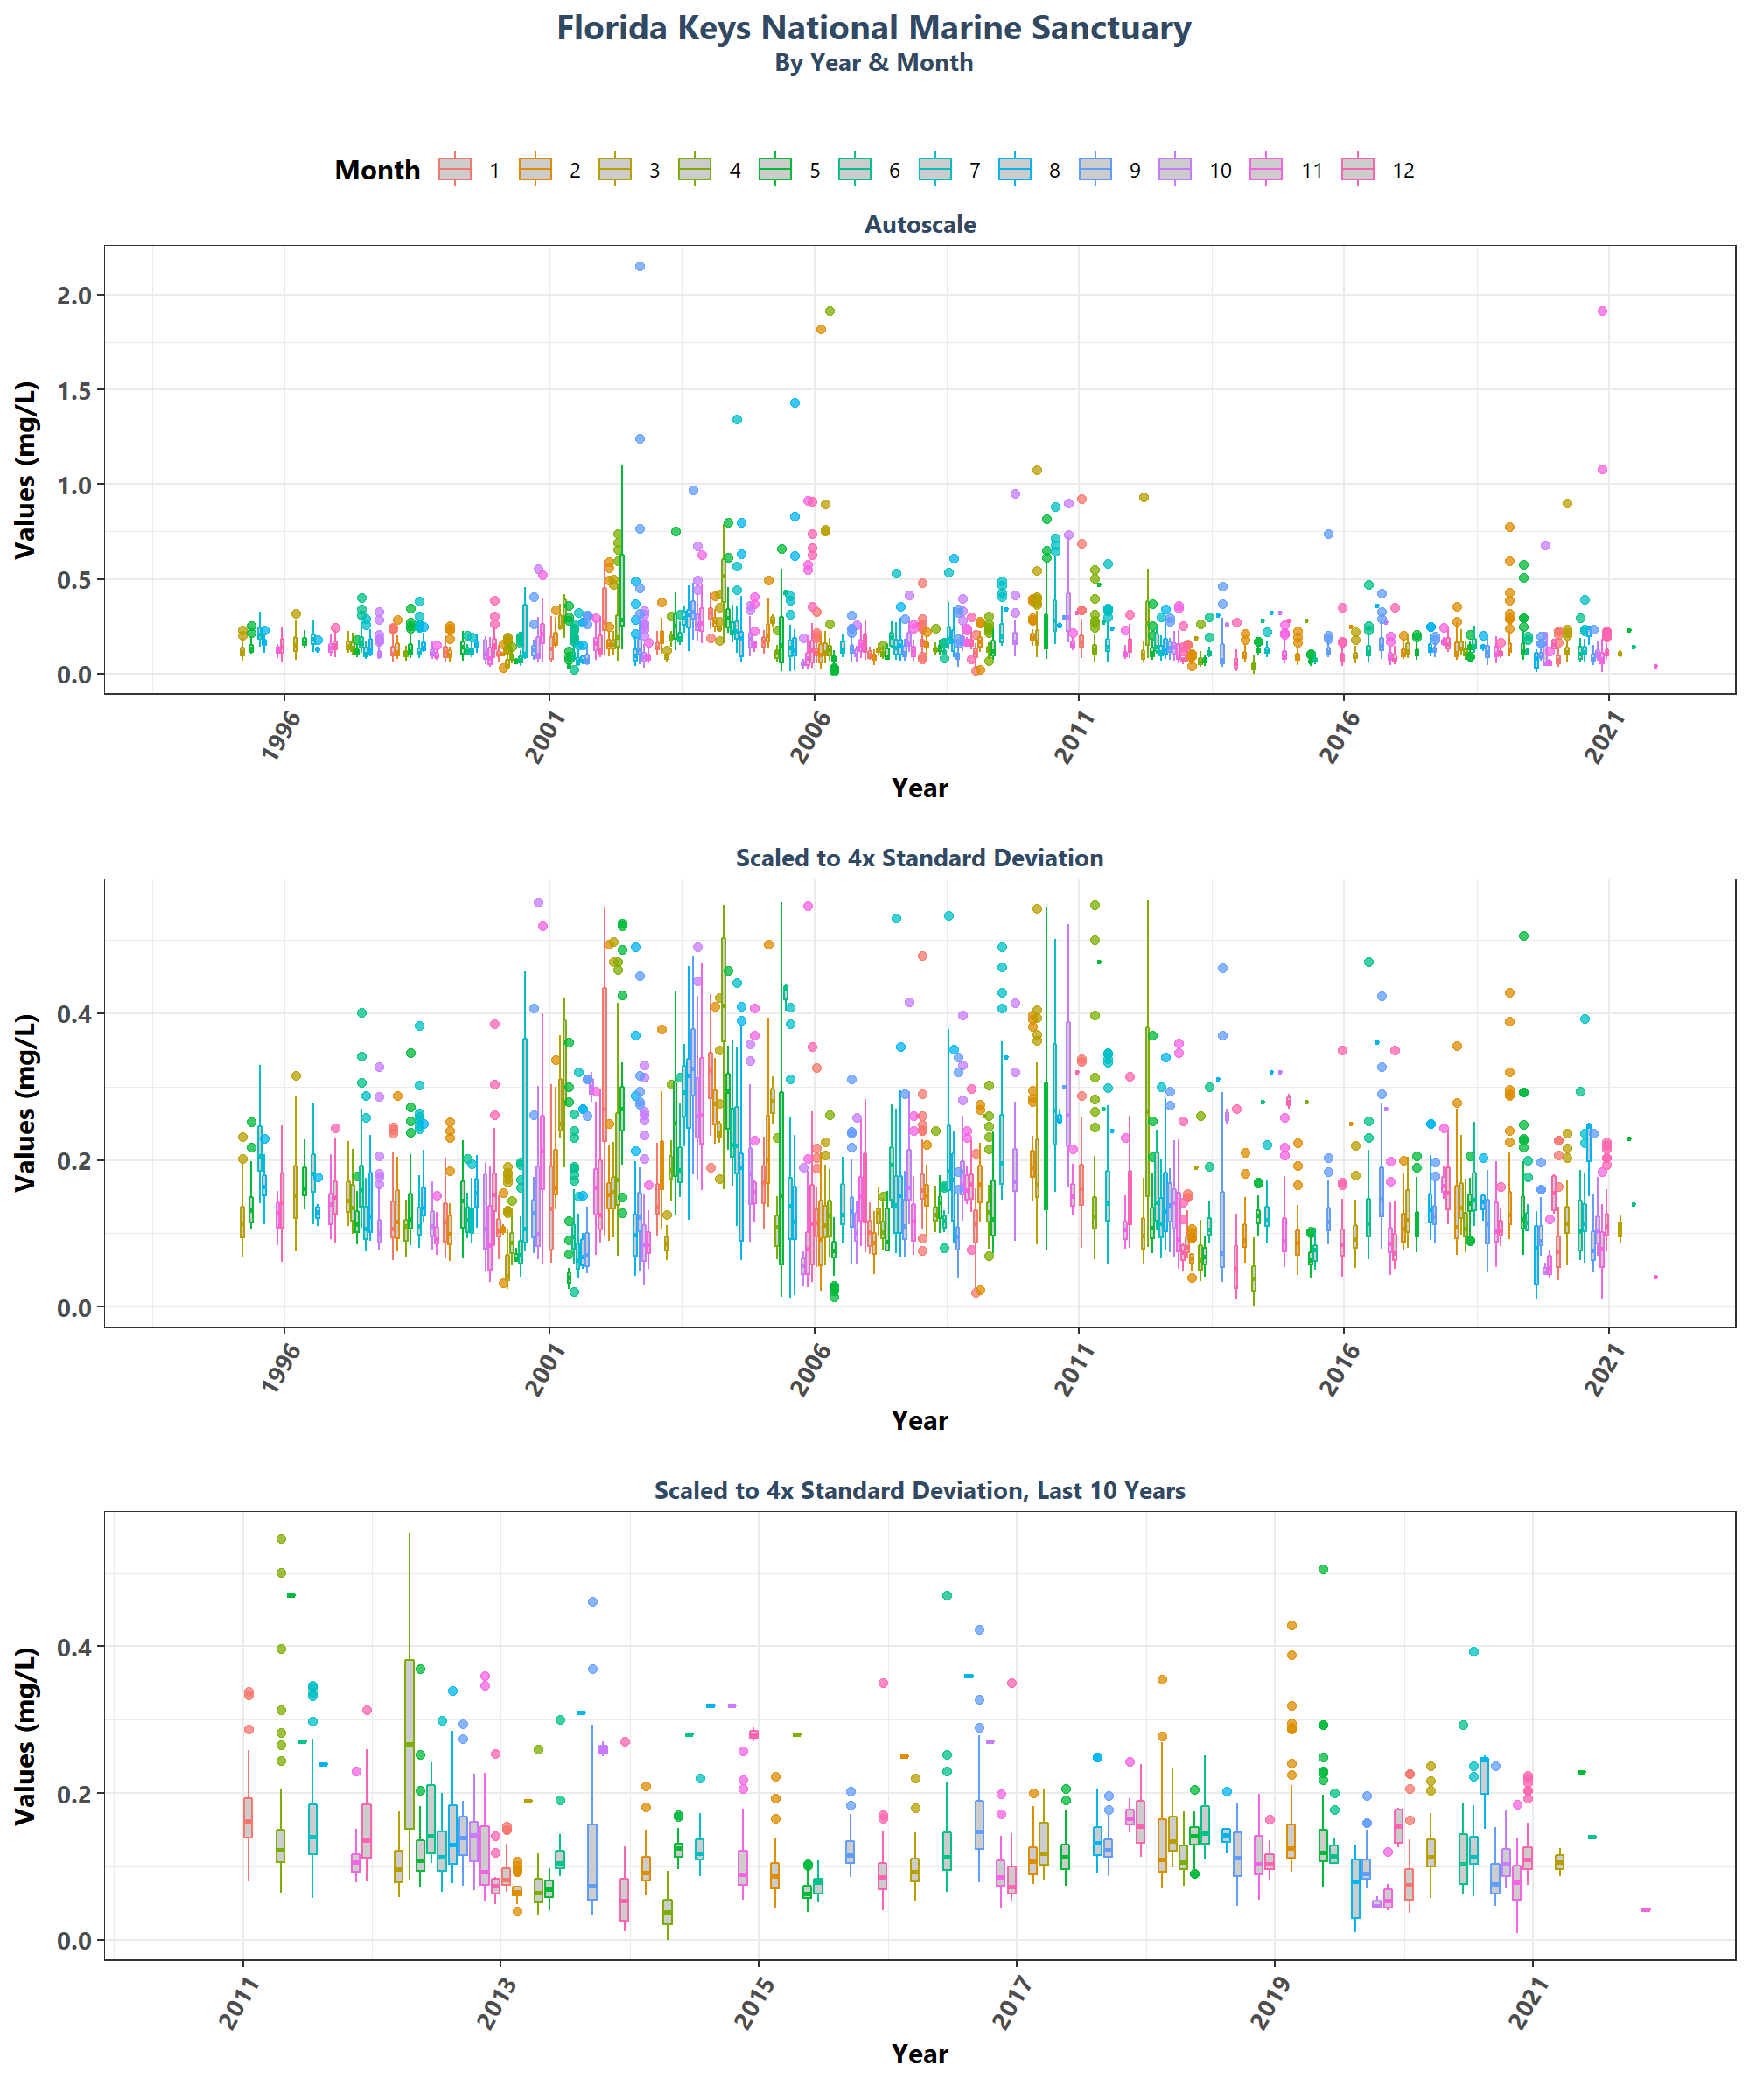 Florida Keys National Marine Sanctuary
By Year & Month
Month 1 2 3 4 5 6 7 8 9 10 11 12
Autoscale
Values (mg/L)
2.0
1.5
1.0
0.5
0.0
1996 2001 2006 2011 2016 2021
Year
Scaled to 4x Standard Deviation
Values (mg/L)
0.4
0.2
0.0
1996 2001 2006 2011 2016 2021
Year
Scaled to 4x Standard Deviation, Last 10 Years
Values (mg/L)
0.4
0.2
0.0
2011 2013 2015 2017 2019 2021
Year